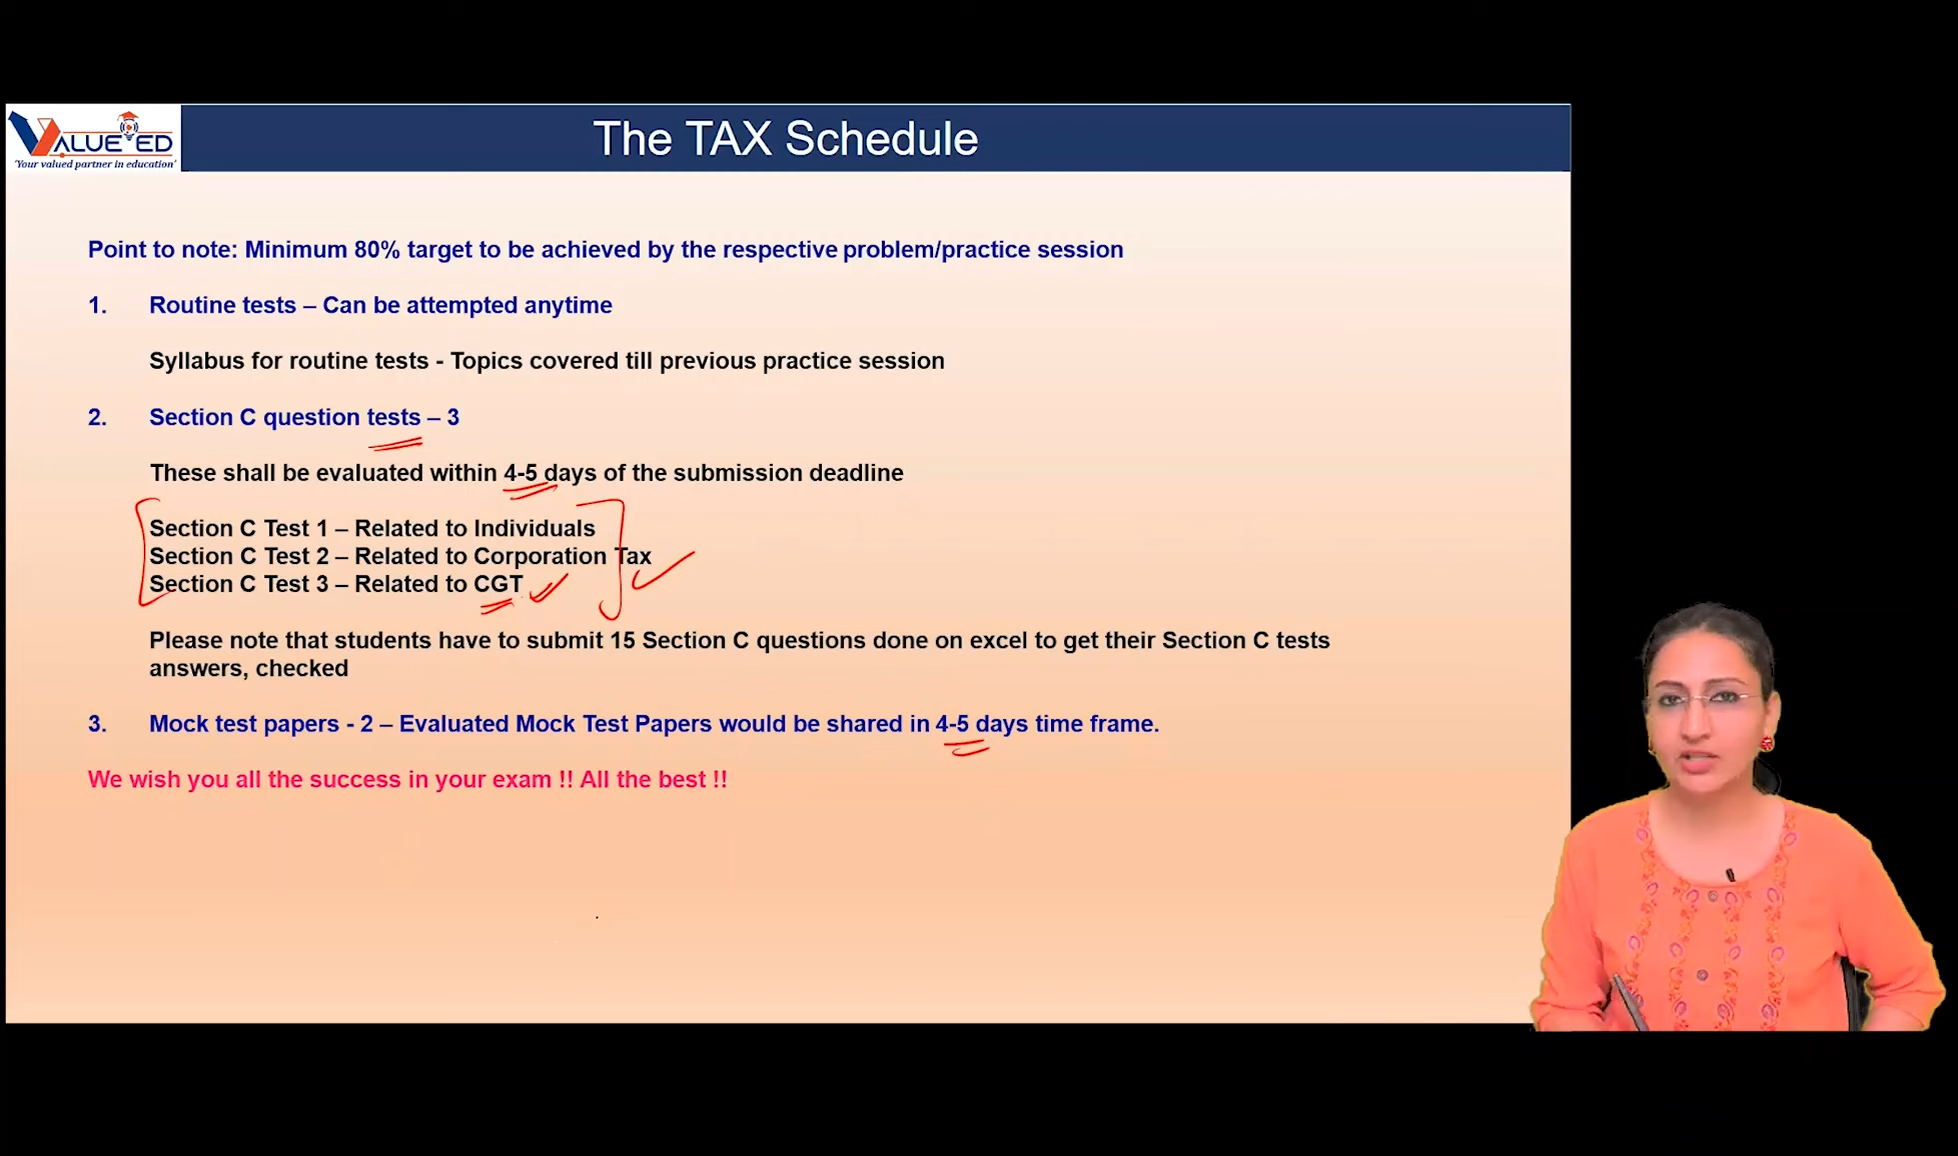 VALUE ED
'Your valued partner in education'
The TAX Schedule
Point to note: Minimum 80% target to be achieved by the respective problem/practice session
1. Routine tests – Can be attempted anytime
Syllabus for routine tests - Topics covered till previous practice session
2. Section C question tests – 3
These shall be evaluated within 4-5 days of the submission deadline
Section C Test 1 – Related to Individuals
Section C Test 2 – Related to Corporation Tax
Section C Test 3 – Related to CGT
Please note that students have to submit 15 Section C questions done on excel to get their Section C tests
answers, checked
3. Mock test papers - 2 – Evaluated Mock Test Papers would be shared in 4-5 days time frame.
We wish you all the success in your exam !! All the best !!